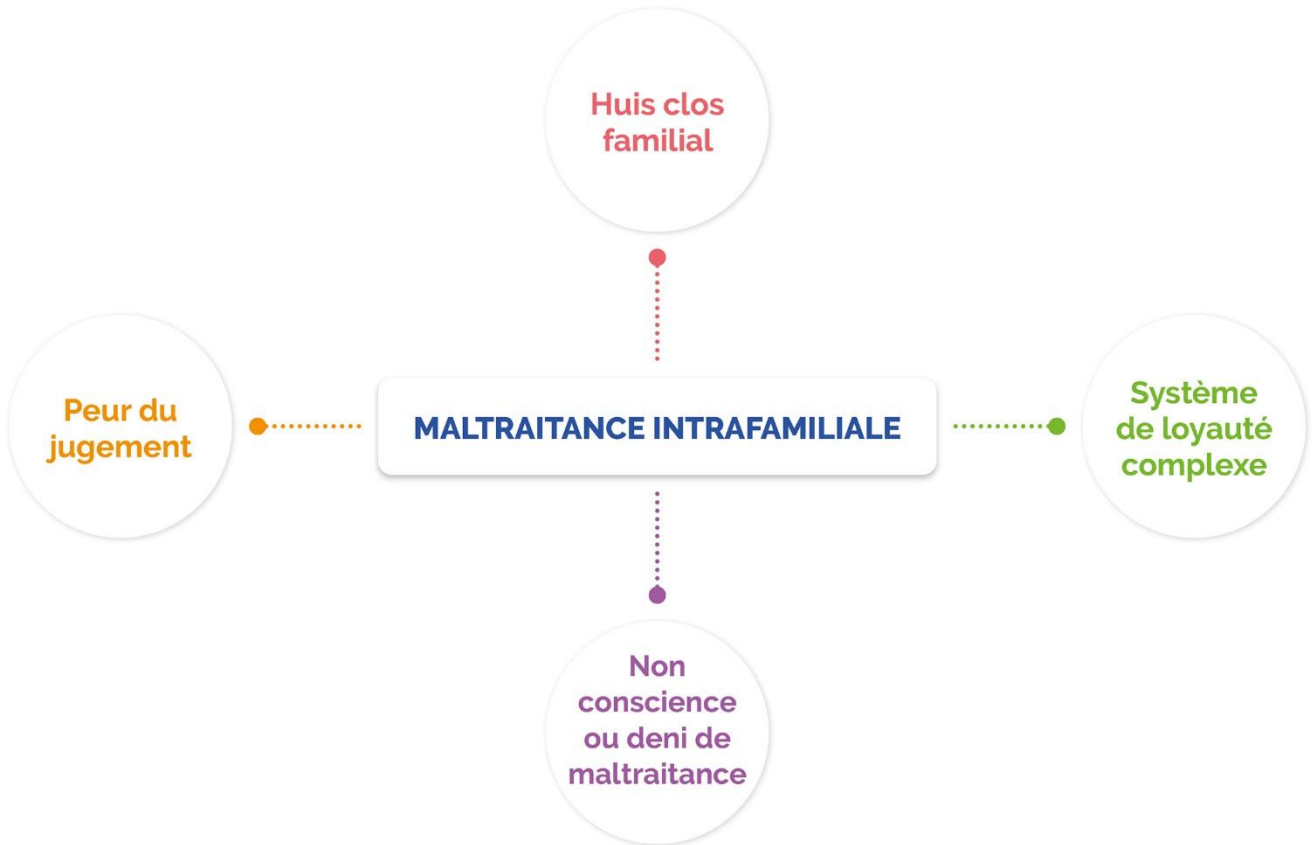 Huis clos
familial
Peur du
jugement
MALTRAITANCE INTRAFAMILIALE
Système
de loyauté
complexe
Non
conscience
ou deni de
maltraitance